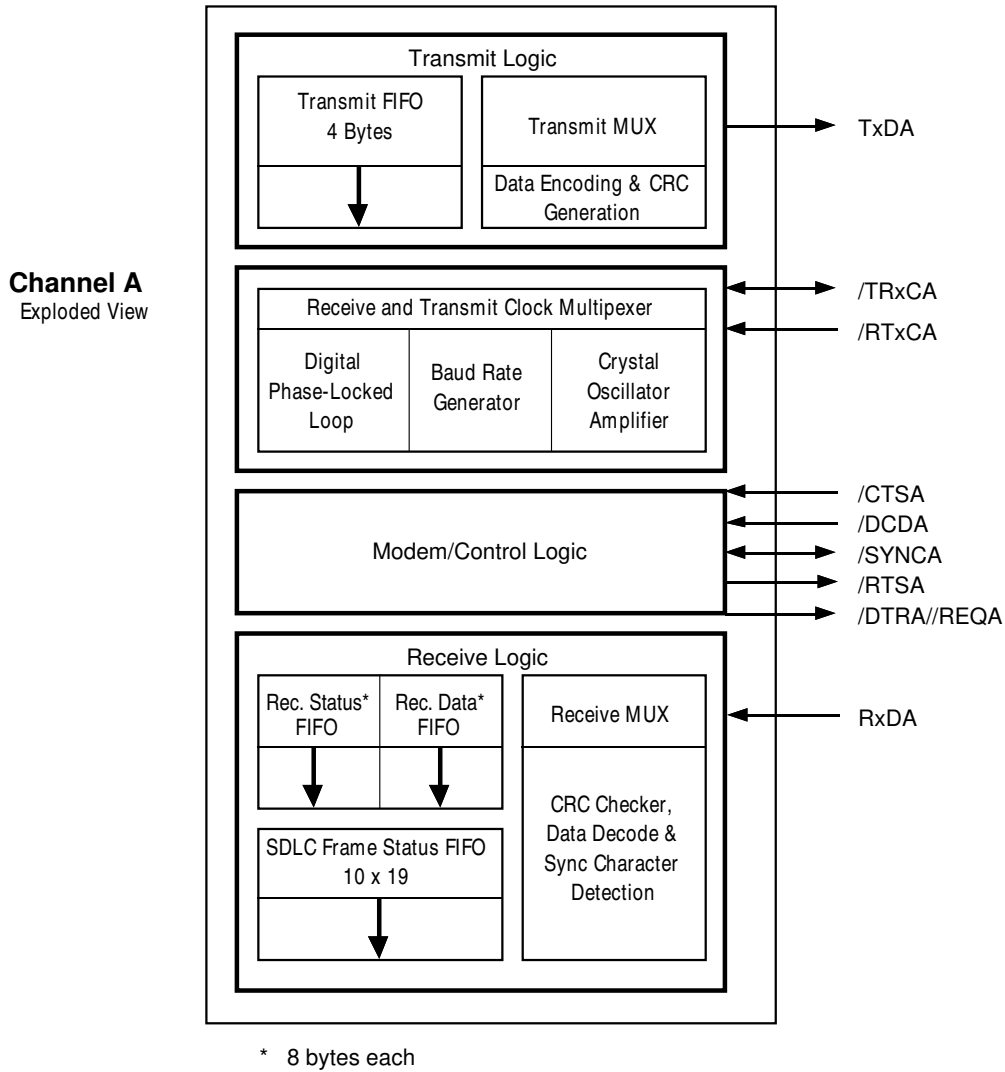 Transmit Logic
Transmit FIFO
4 Bytes
Transmit MUX
Data Encoding & CRC
Generation
TxDA
Channel A
Exploded View
Receive and Transmit Clock Multipexer
Digital
Phase-Locked
Loop
Baud Rate
Generator
Crystal
Oscillator
Amplifier
/TRxCA
/RTxCA
Modem/Control Logic
/CTSA
/DCDA
/SYNCA
/RTSA
/DTRA//REQA
Receive Logic
Rec. Status*
FIFO
Rec. Data*
FIFO
Receive MUX
RxDA
SDLC Frame Status FIFO
10 x 19
CRC Checker,
Data Decode &
Sync Character
Detection
* 8 bytes each